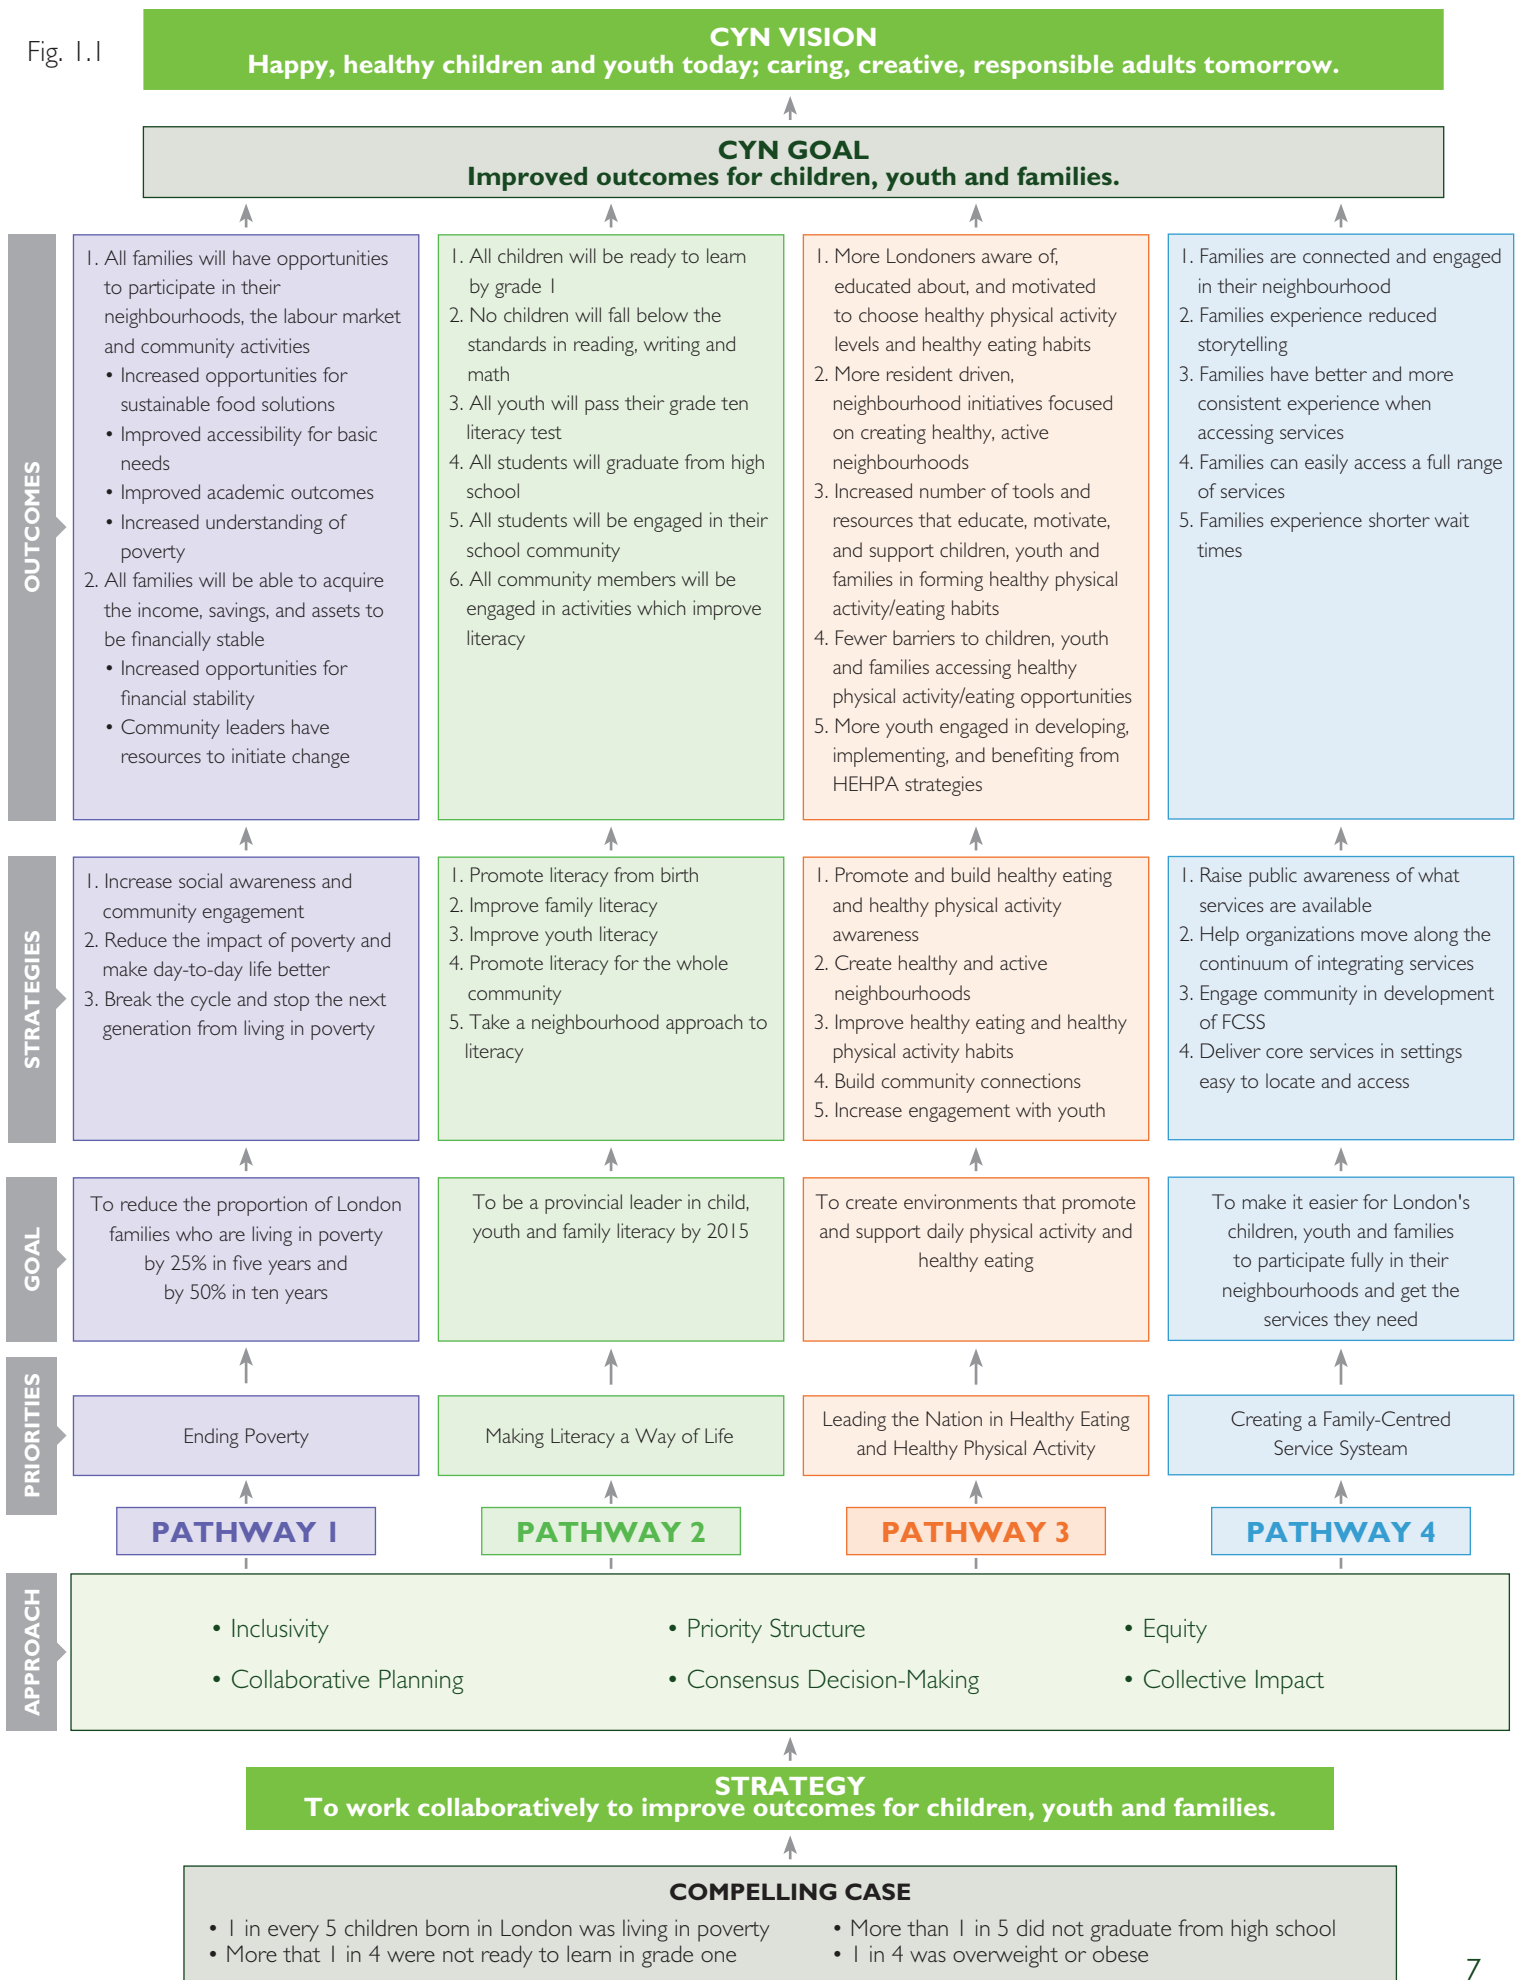 Fig. 1.1
CYN VISION
Happy, healthy children and youth today; caring, creative, responsible adults tomorrow.
CYN GOAL
Improved outcomes for children, youth and families.
OUTCOMES
1. All families will have opportunities
to participate in their
neighbourhoods, the labour market
and community activities
• Increased opportunities for
sustainable food solutions
• Improved accessibility for basic
needs
• Improved academic outcomes
• Increased understanding of
poverty
2. All families will be able to acquire
the income, savings, and assets to
be financially stable
• Increased opportunities for
financial stability
• Community leaders have
resources to initiate change
1. All children will be ready to learn
by grade 1
2. No children will fall below the
standards in reading, writing and
math
3. All youth will pass their grade ten
literacy test
4. All students will graduate from high
school
5. All students will be engaged in their
school community
6. All community members will be
engaged in activities which improve
literacy
1. More Londoners aware of,
educated about, and motivated
to choose healthy physical activity
levels and healthy eating habits
2. More resident driven,
neighbourhood initiatives focused
on creating healthy, active
neighbourhoods
3. Increased number of tools and
resources that educate, motivate,
and support children, youth and
families in forming healthy physical
activity/eating habits
4. Fewer barriers to children, youth
and families accessing healthy
physical activity/eating opportunities
5. More youth engaged in developing,
implementing, and benefiting from
HEHPA strategies
1. Families are connected and engaged
in their neighbourhood
2. Families experience reduced
storytelling
3. Families have better and more
consistent experience when
accessing services
4. Families can easily access a full range
of services
5. Families experience shorter wait
times
STRATEGIES
1. Increase social awareness and
community engagement
2. Reduce the impact of poverty and
make day-to-day life better
3. Break the cycle and stop the next
generation from living in poverty
1. Promote literacy from birth
2. Improve family literacy
3. Improve youth literacy
4. Promote literacy for the whole
community
5. Take a neighbourhood approach to
literacy
1. Promote and build healthy eating
and healthy physical activity
awareness
2. Create healthy and active
neighbourhoods
3. Improve healthy eating and healthy
physical activity habits
4. Build community connections
5. Increase engagement with youth
1. Raise public awareness of what
services are available
2. Help organizations move along the
continuum of integrating services
3. Engage community in development
of FCSS
4. Deliver core services in settings
easy to locate and access
GOAL
To reduce the proportion of London
families who are living in poverty
by 25% in five years and
by 50% in ten years
To be a provincial leader in child,
youth and family literacy by 2015
To create environments that promote
and support daily physical activity and
healthy eating
To make it easier for London's
children, youth and families
to participate fully in their
neighbourhoods and get the
services they need
PRIORITIES
Ending Poverty
Making Literacy a Way of Life
Leading the Nation in Healthy Eating
and Healthy Physical Activity
Creating a Family-Centred
Service Systeam
PATHWAY 1
PATHWAY 2
PATHWAY 3
PATHWAY 4
APPROACH
• Inclusivity
• Priority Structure
• Equity
• Collaborative Planning
• Consensus Decision-Making
• Collective Impact
STRATEGY
To work collaboratively to improve outcomes for children, youth and families.
COMPELLING CASE
• 1 in every 5 children born in London was living in poverty
• More than 1 in 5 did not graduate from high school
• More that 1 in 4 were not ready to learn in grade one
• 1 in 4 was overweight or obese
7